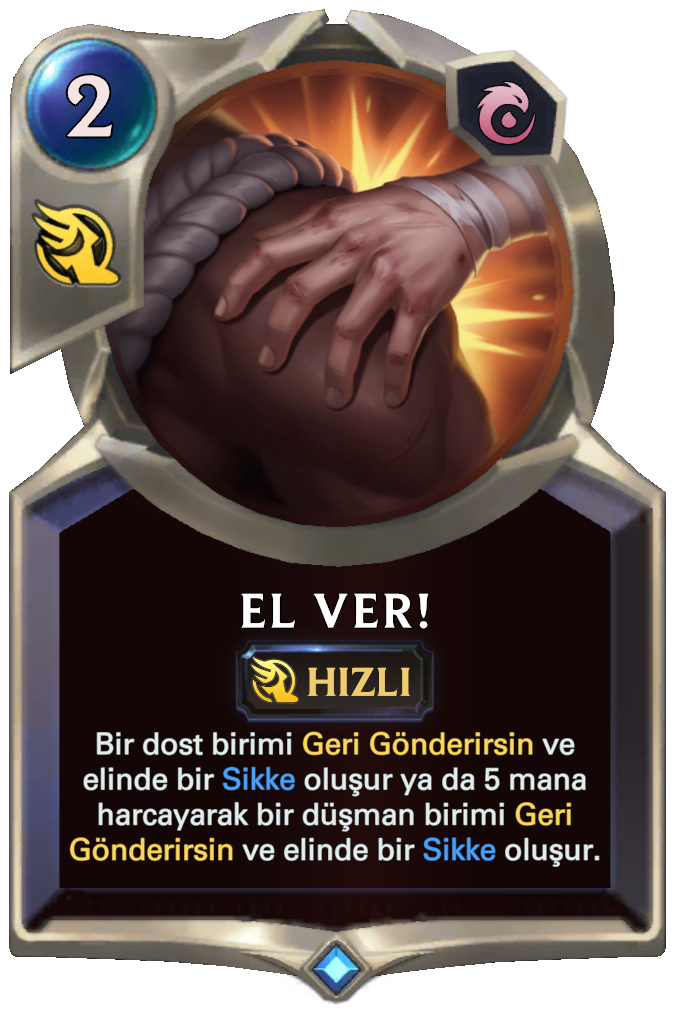 2
EL VER!
HIZLI
Bir dost birimi Geri Gönderirsin ve
elinde bir Sikke oluşur ya da 5 mana
harcayarak bir düşman birimi Geri
Gönderirsin ve elinde bir Sikke oluşur.